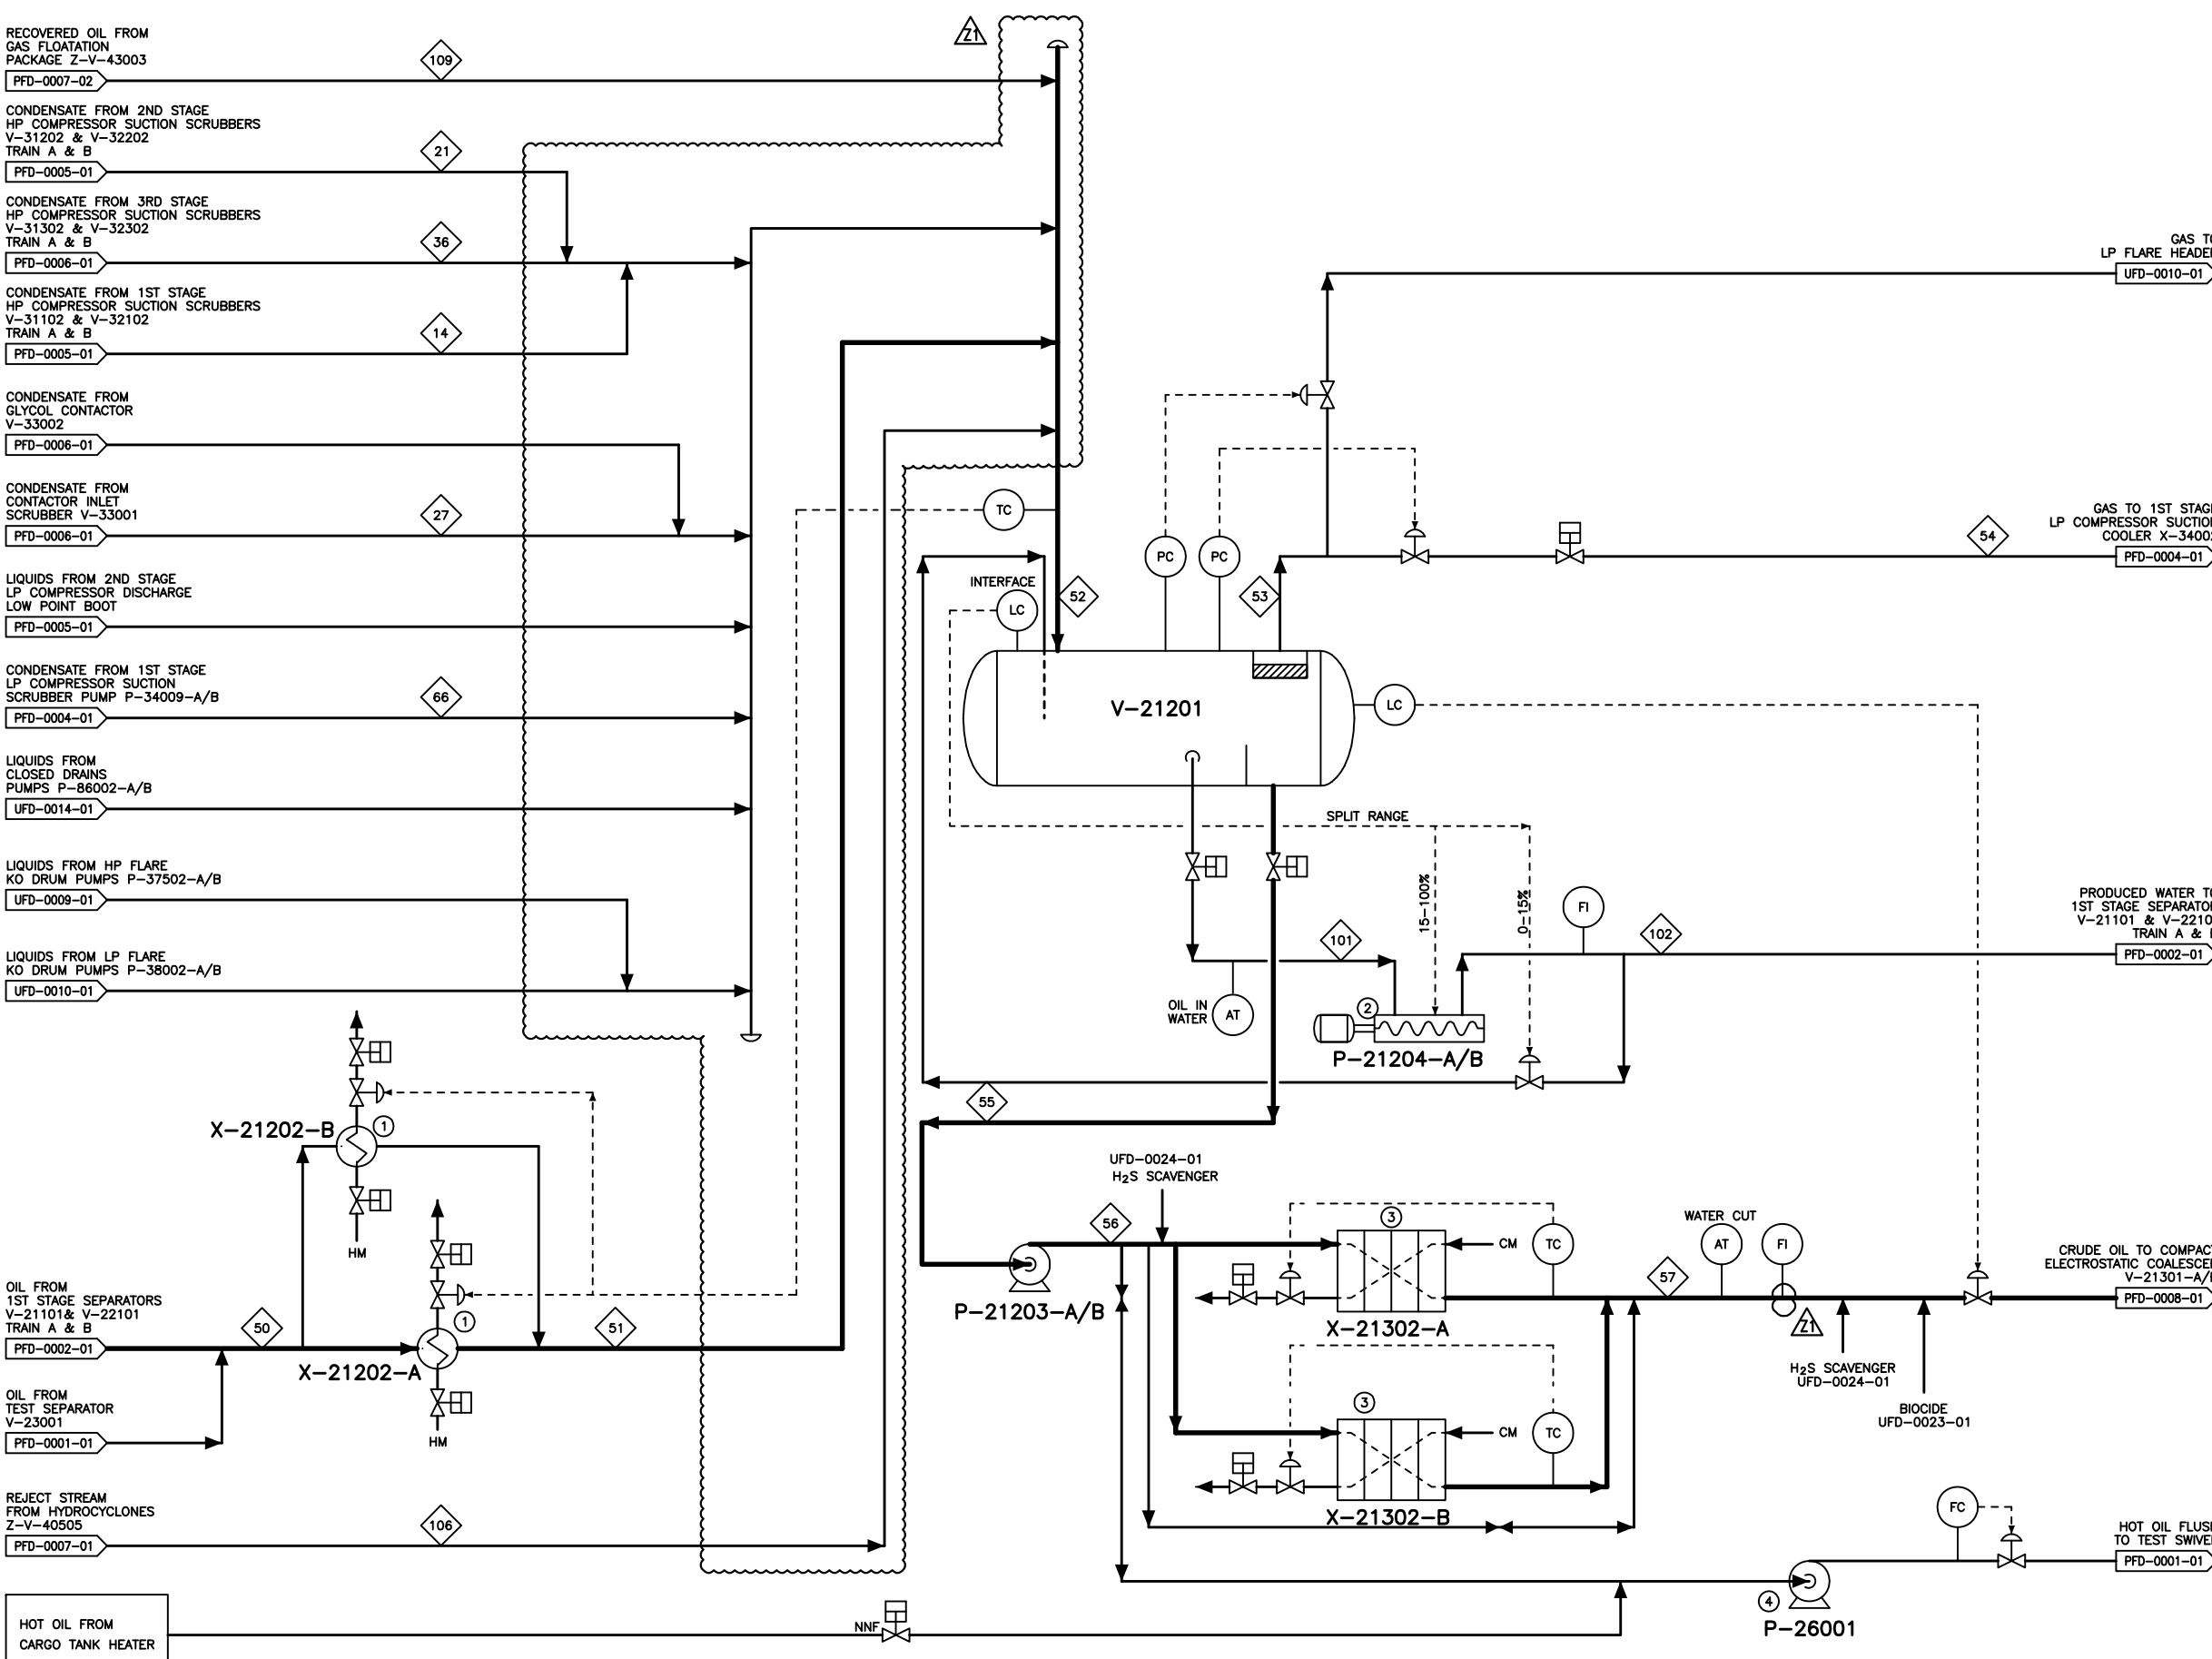 RECOVERED OIL FROM
GAS FLOATATION
PACKAGE Z-V-43003
PFD-0007-02
109
Z1
CONDENSATE FROM 2ND STAGE
HP COMPRESSOR SUCTION SCRUBBERS
V-31202 & V-32202
TRAIN A & B
PFD-0005-01
21
CONDENSATE FROM 3RD STAGE
HP COMPRESSOR SUCTION SCRUBBERS
V-31302 & V-32302
TRAIN A & B
PFD-0006-01
36
CONDENSATE FROM 1ST STAGE
HP COMPRESSOR SUCTION SCRUBBERS
V-31102 & V-32102
TRAIN A & B
PFD-0005-01
14
CONDENSATE FROM
GLYCOL CONTACTOR
V-33002
PFD-0006-01
CONDENSATE FROM
CONTACTOR INLET
SCRUBBER V-33001
PFD-0006-01
27
LIQUIDS FROM 2ND STAGE
LP COMPRESSOR DISCHARGE
LOW POINT BOOT
PFD-0005-01
CONDENSATE FROM 1ST STAGE
LP COMPRESSOR SUCTION
SCRUBBER PUMP P-34009-A/B
PFD-0004-01
66
LIQUIDS FROM
CLOSED DRAINS
PUMPS P-86002-A/B
UFD-0014-01
LIQUIDS FROM HP FLARE
KO DRUM PUMPS P-37502-A/B
UFD-0009-01
LIQUIDS FROM LP FLARE
KO DRUM PUMPS P-38002-A/B
UFD-0010-01
X-21202-B
1
HM
OIL FROM
1ST STAGE SEPARATORS
V-21101& V-22101
TRAIN A & B
PFD-0002-01
50
X-21202-A
1
HM
51
OIL FROM
TEST SEPARATOR
V-23001
PFD-0001-01
REJECT STREAM
FROM HYDROCYCLONES
Z-V-40505
PFD-0007-01
106
HOT OIL FROM
CARGO TANK HEATER
NNF
TC
INTERFACE
LC
52
PC
PC
53
V-21201
LC
SPLIT RANGE
15-100%
0-15%
101
OIL IN
WATER
AT
2
P-21204-A/B
FI
102
55
UFD-0024-01
H2S SCAVENGER
56
P-21203-A/B
3
CM
TC
X-21302-A
3
CM
TC
X-21302-B
57
WATER CUT
AT
FI
Z1
H2S SCAVENGER
UFD-0024-01
BIOCIDE
UFD-0023-01
FC
4
P-26001
LP FLARE
UFD-0010-01
GAS TO 1ST
LP COMPRESSOR
COOLER
PFD-0004-01
54
PRODUCED WATER
1ST STAGE
V-21101 &
TRAIN A &
PFD-0002-01
CRUDE OIL TO
ELECTROSTATIC
PFD-0008-01
HOT OIL
TO TEST
PFD-0001-01